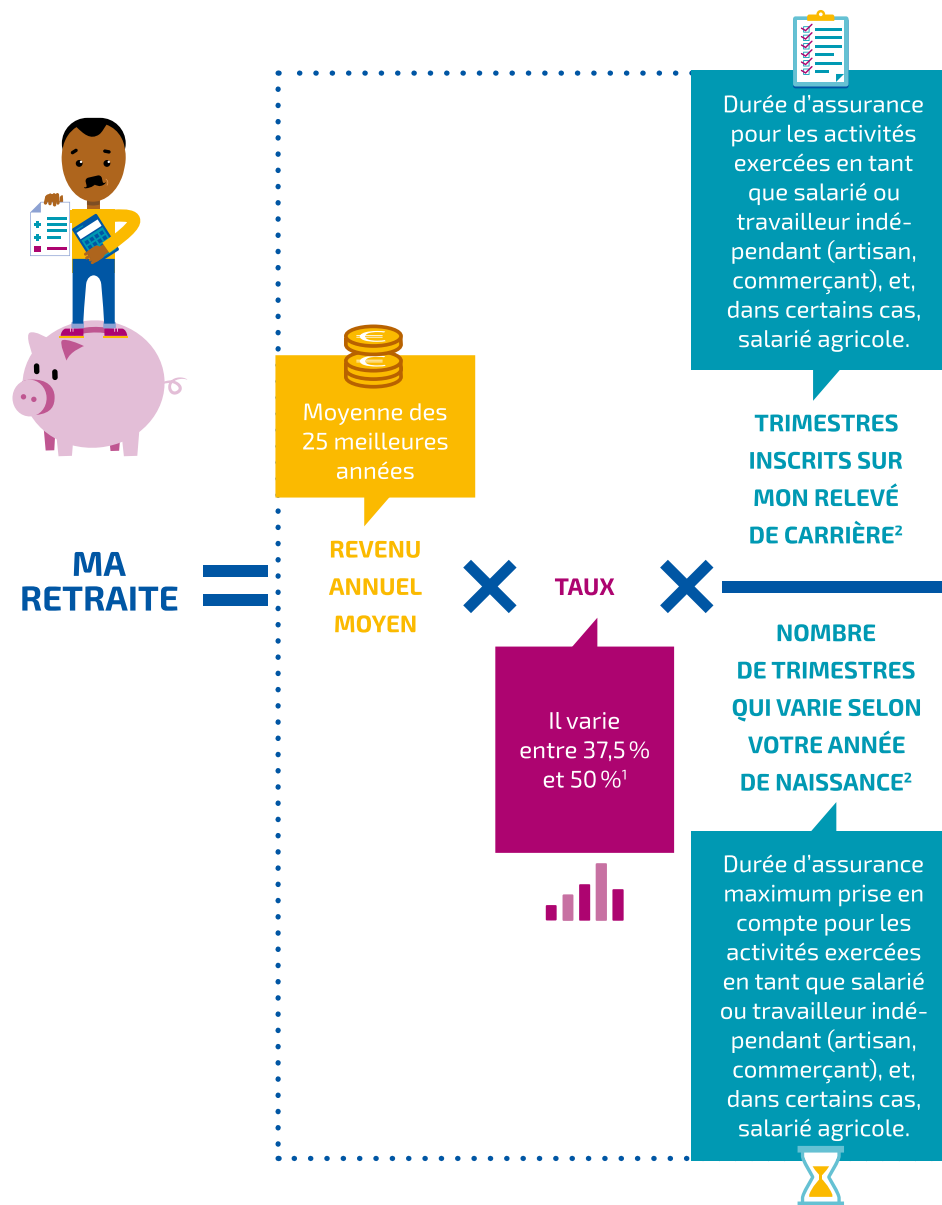 Durée d’assurance
pour les activités
exercées en tant
que salarié ou
travailleur indé-
pendant (artisan,
commerçant), et,
dans certains cas,
salarié agricole.
Moyenne des
25 meilleures
années
TRIMESTRES
INSCRITS SUR
MON RELEVÉ
DE CARRIÈRE²
MA
RETRAITE
=
REVENU
ANNUEL
MOYEN
×
TAUX
×
NOMBRE
DE TRIMESTRES
QUI VARIE SELON
VOTRE ANNÉE
DE NAISSANCE²
Il varie
entre 37,5 %
et 50 %¹
Durée d’assurance
maximum prise en
compte pour les
activités exercées
en tant que salarié
ou travailleur indé-
pendant (artisan,
commerçant), et,
dans certains cas,
salarié agricole.